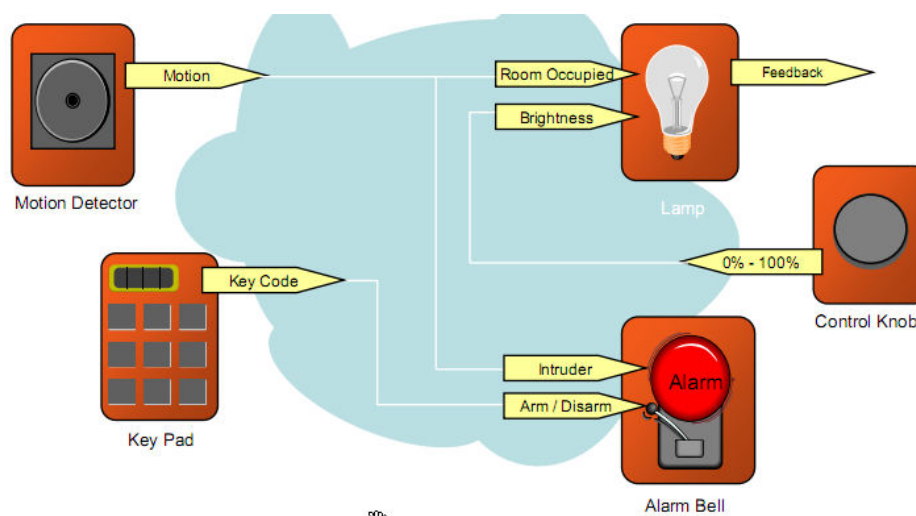 Motion
Room Occupied
Feedback
Brightness
Motion Detector
Lamp
0% - 100%
Key Code
Control Knob
Intruder
Alarm
Arm / Disarm
Key Pad
Alarm Bell